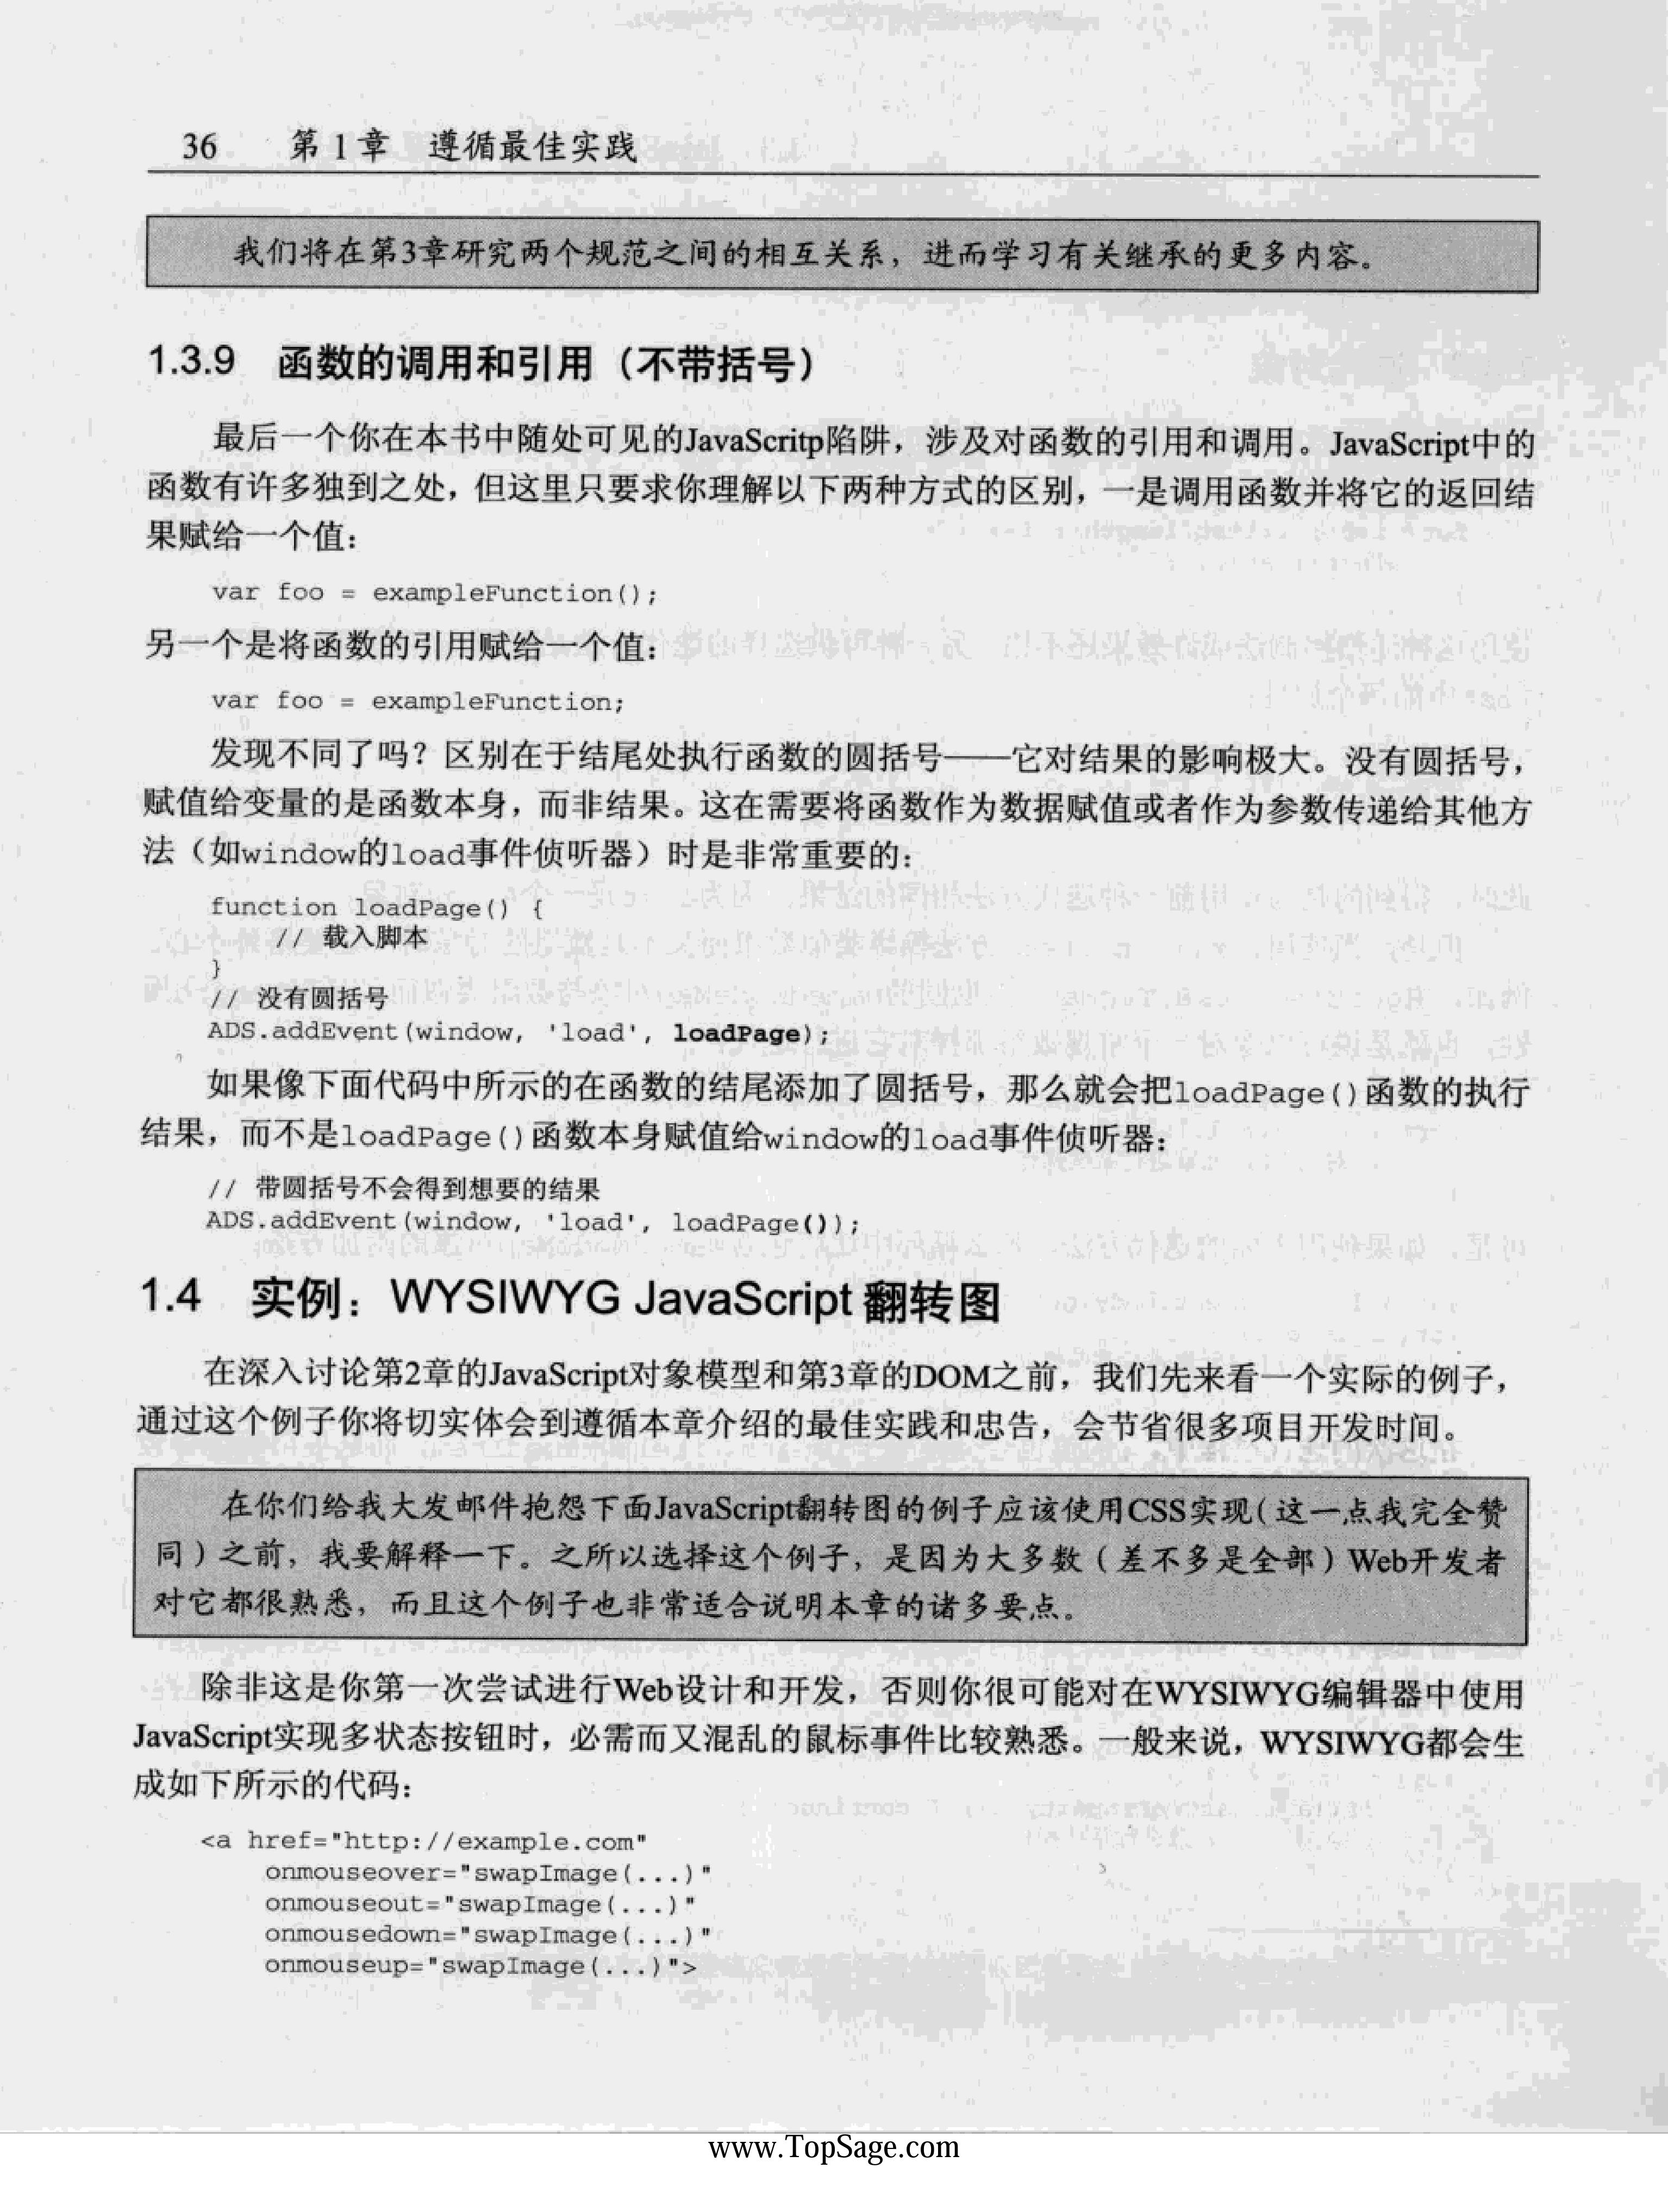 36 第 1 章 遵循最佳实践
我们将在第3章研究两个规范之间的相互关系，进而学习有关继承的更多内容。
1.3.9 函数的调用和引用（不带括号）
最后一个你在本书中随处可见的JavaScritp陷阱，涉及对函数的引用和调用。JavaScript中的
函数有许多独到之处，但这里只要求你理解以下两种方式的区别，一是调用函数并将它的返回结
果赋给一个值：
var foo = exampleFunction();
另一个是将函数的引用赋给一个值：
var foo = exampleFunction;
发现不同了吗？区别在于结尾处执行函数的圆括号——它对结果的影响极大。没有圆括号，
赋值给变量的是函数本身，而非结果。这在需要将函数作为数据赋值或者作为参数传递给其他方
法（如window的load事件侦听器）时是非常重要的：
function loadPage() {
// 载入脚本
}
// 没有圆括号
ADS.addEvent(window, 'load', loadPage);
如果像下面代码中所示的在函数的结尾添加了圆括号，那么就会把loadPage()函数的执行
结果，而不是loadPage()函数本身赋值给window的load事件侦听器：
// 带圆括号不会得到想要的结果
ADS.addEvent(window, 'load', loadPage());
1.4 实例：WYSIWYG JavaScript 翻转图
在深入讨论第2章的JavaScript对象模型和第3章的DOM之前，我们先来看一个实际的例子，
通过这个例子你将切实体会到遵循本章介绍的最佳实践和忠告，会节省很多项目开发时间。
在你们给我大发邮件抱怨下面JavaScript翻转图的例子应该使用CSS实现（这一点我完全赞
同）之前，我要解释一下。之所以选择这个例子，是因为大多数（差不多是全部）Web开发者
对它都很熟悉，而且这个例子也非常适合说明本章的诸多要点。
除非这是你第一次尝试进行Web设计和开发，否则你很可能对在WYSIWYG编辑器中使用
JavaScript实现多状态按钮时，必需而又混乱的鼠标事件比较熟悉。一般来说，WYSIWYG都会生
成如下所示的代码：
<a href="http://example.com"
onmouseover="swapImage(...)"
onmouseout="swapImage(...)"
onmousedown="swapImage(...)"
onmouseup="swapImage(...)">
www.TopSage.com